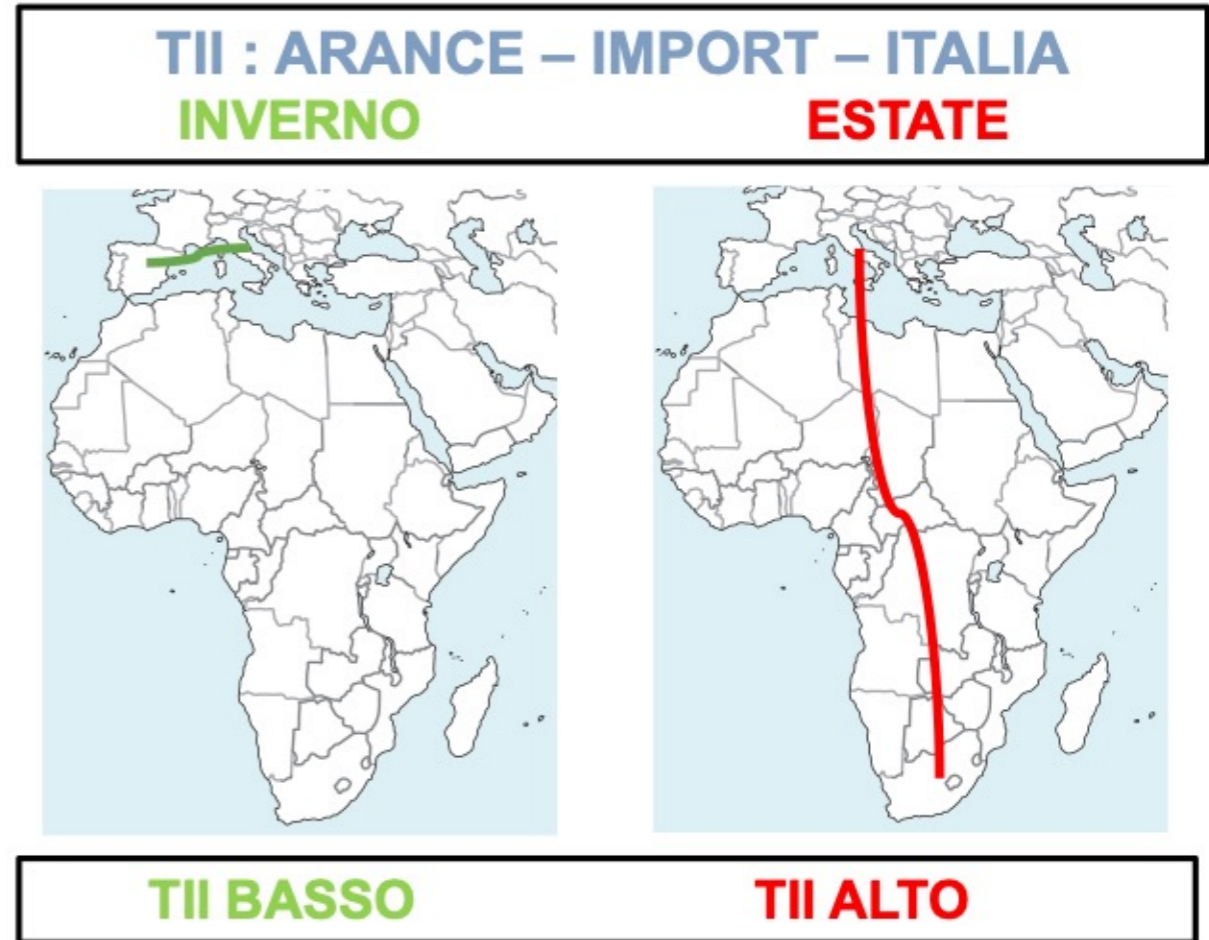 TII : ARANCE – IMPORT – ITALIA
INVERNO ESTATE
TII BASSO TII ALTO